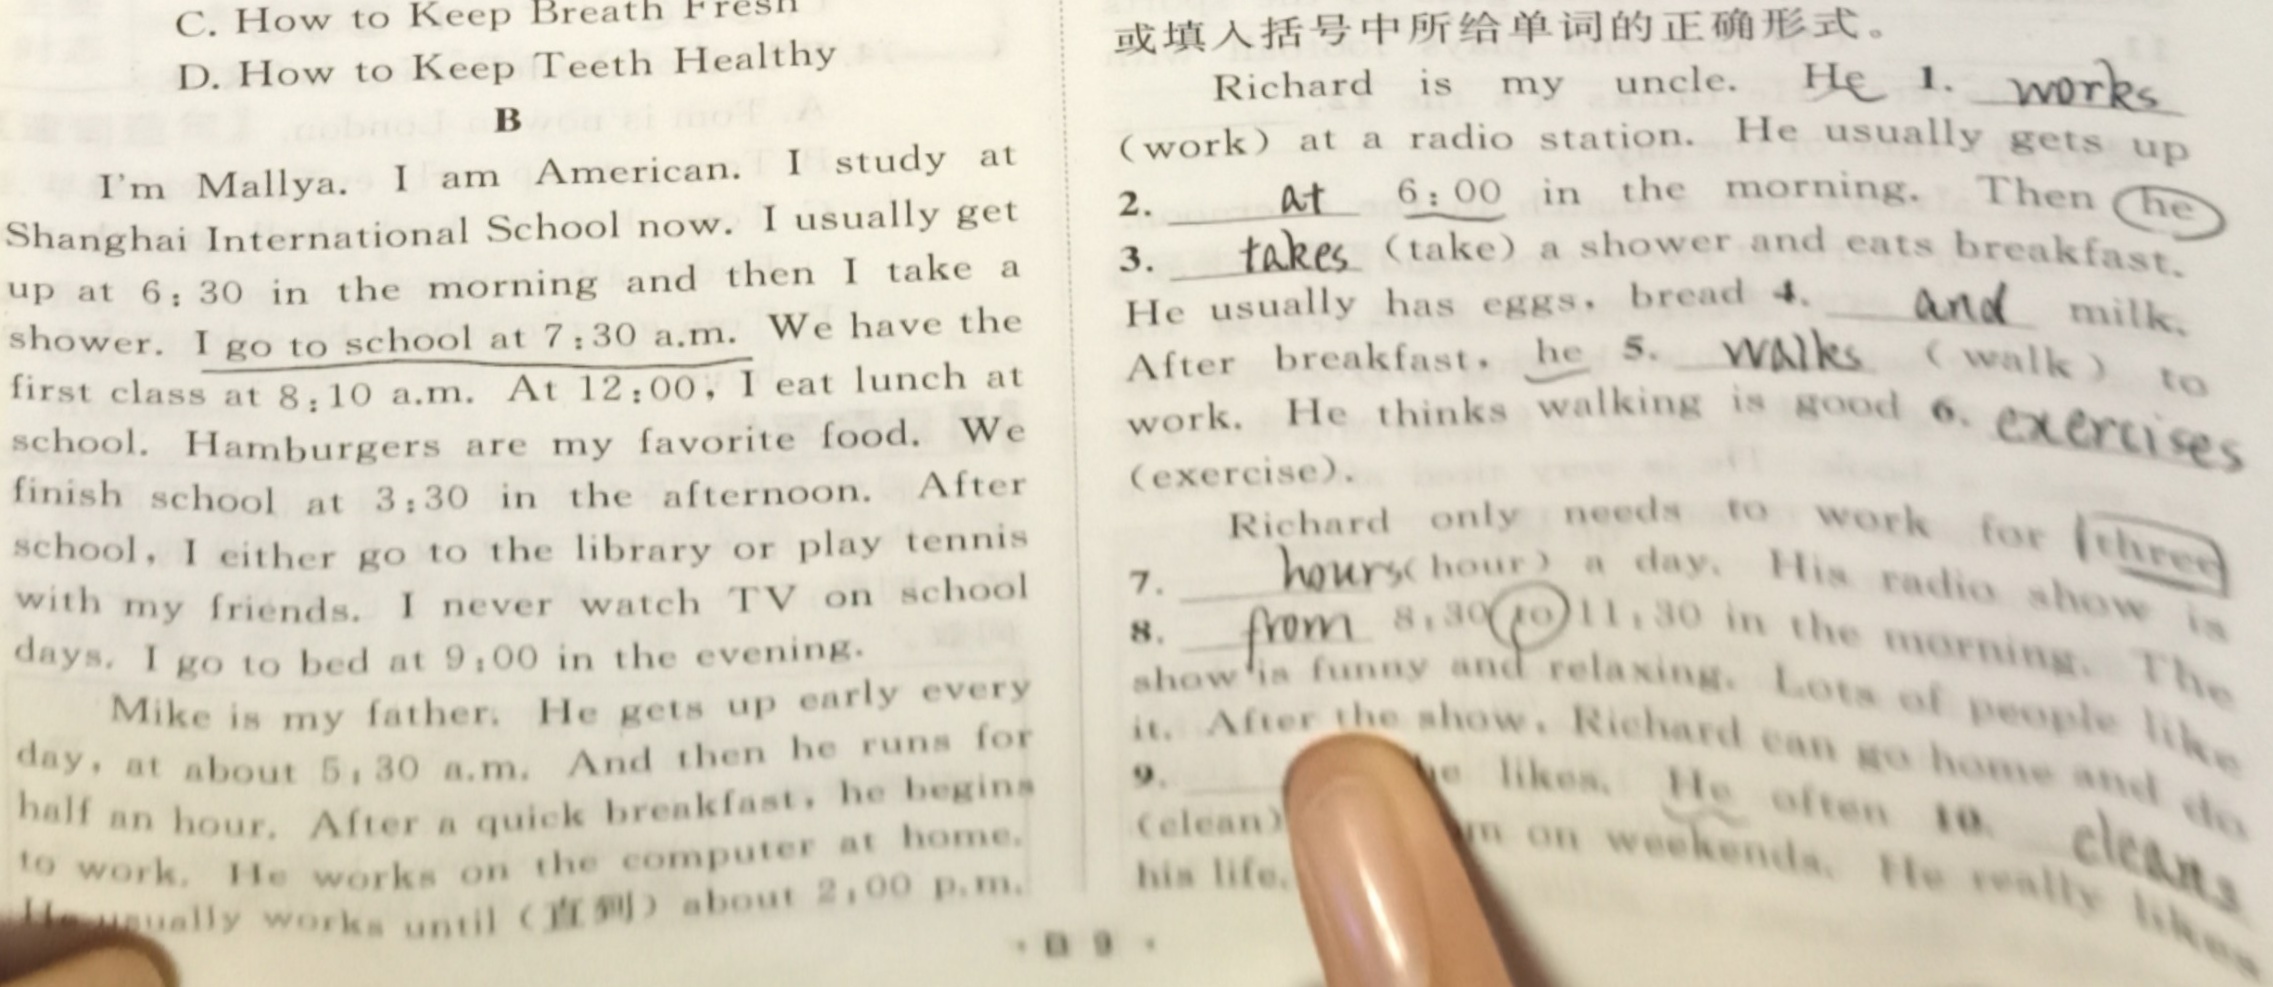 C. How to Keep Breath Fresh
D. How to Keep Teeth Healthy
B
I'm Mallya. I am American. I study at
Shanghai International School now. I usually get
up at 6:30 in the morning and then I take a
shower. I go to school at 7:30 a.m. We have the
first class at 8:10 a.m. At 12:00, I eat lunch at
school. Hamburgers are my favorite food. We
finish school at 3:30 in the afternoon. After
school, I either go to the library or play tennis
with my friends. I never watch TV on school
days. I go to bed at 9:00 in the evening.
Mike is my father. He gets up early every
day, at about 5:30 a.m. And then he runs for
half an hour. After a quick breakfast, he begins
to work. He works on the computer at home.
He usually works until (直到) about 2:00 p.m.
或填入括号中所给单词的正确形式。
Richard is my uncle. He 1. works
(work) at a radio station. He usually gets up
2. at 6:00 in the morning. Then he
3. takes (take) a shower and eats breakfast.
He usually has eggs, bread 4. and milk.
After breakfast, he 5. walks (walk) to
work. He thinks walking is good 6. exercises
(exercise).
Richard only needs to work for three
7. hours (hour) a day. His radio show is
8. from 8:30 to 11:30 in the morning. The
show is funny and relaxing. Lots of people like
it. After the show, Richard can go home and do
9. likes. He often 10. cleans
(clean) on weekends. He really likes
his life.
B 9